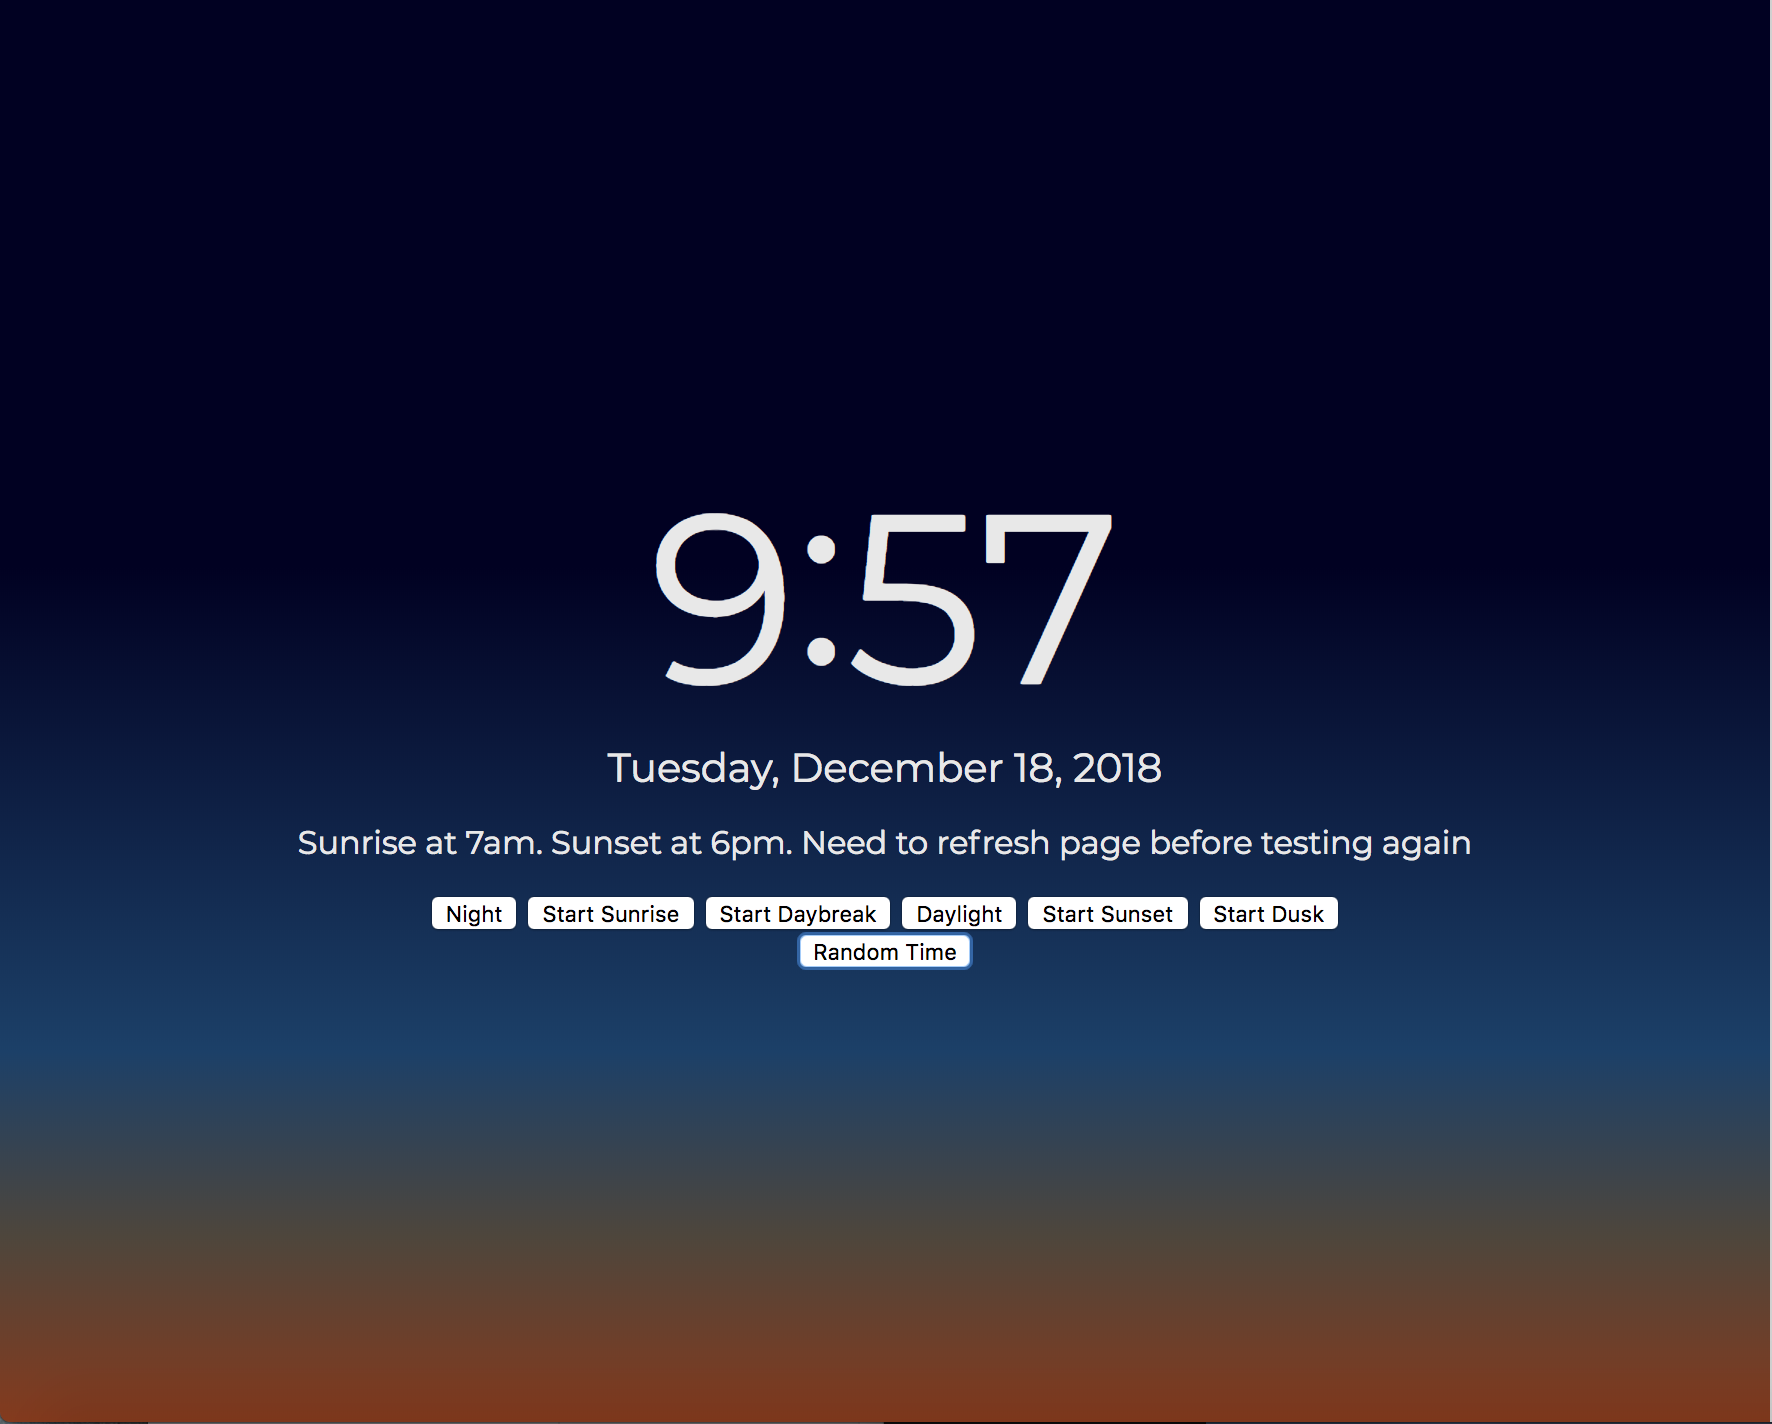 9:57
Tuesday, December 18, 2018
Sunrise at 7am. Sunset at 6pm. Need to refresh page before testing again
Night Start Sunrise Start Daybreak Daylight Start Sunset Start Dusk
Random Time